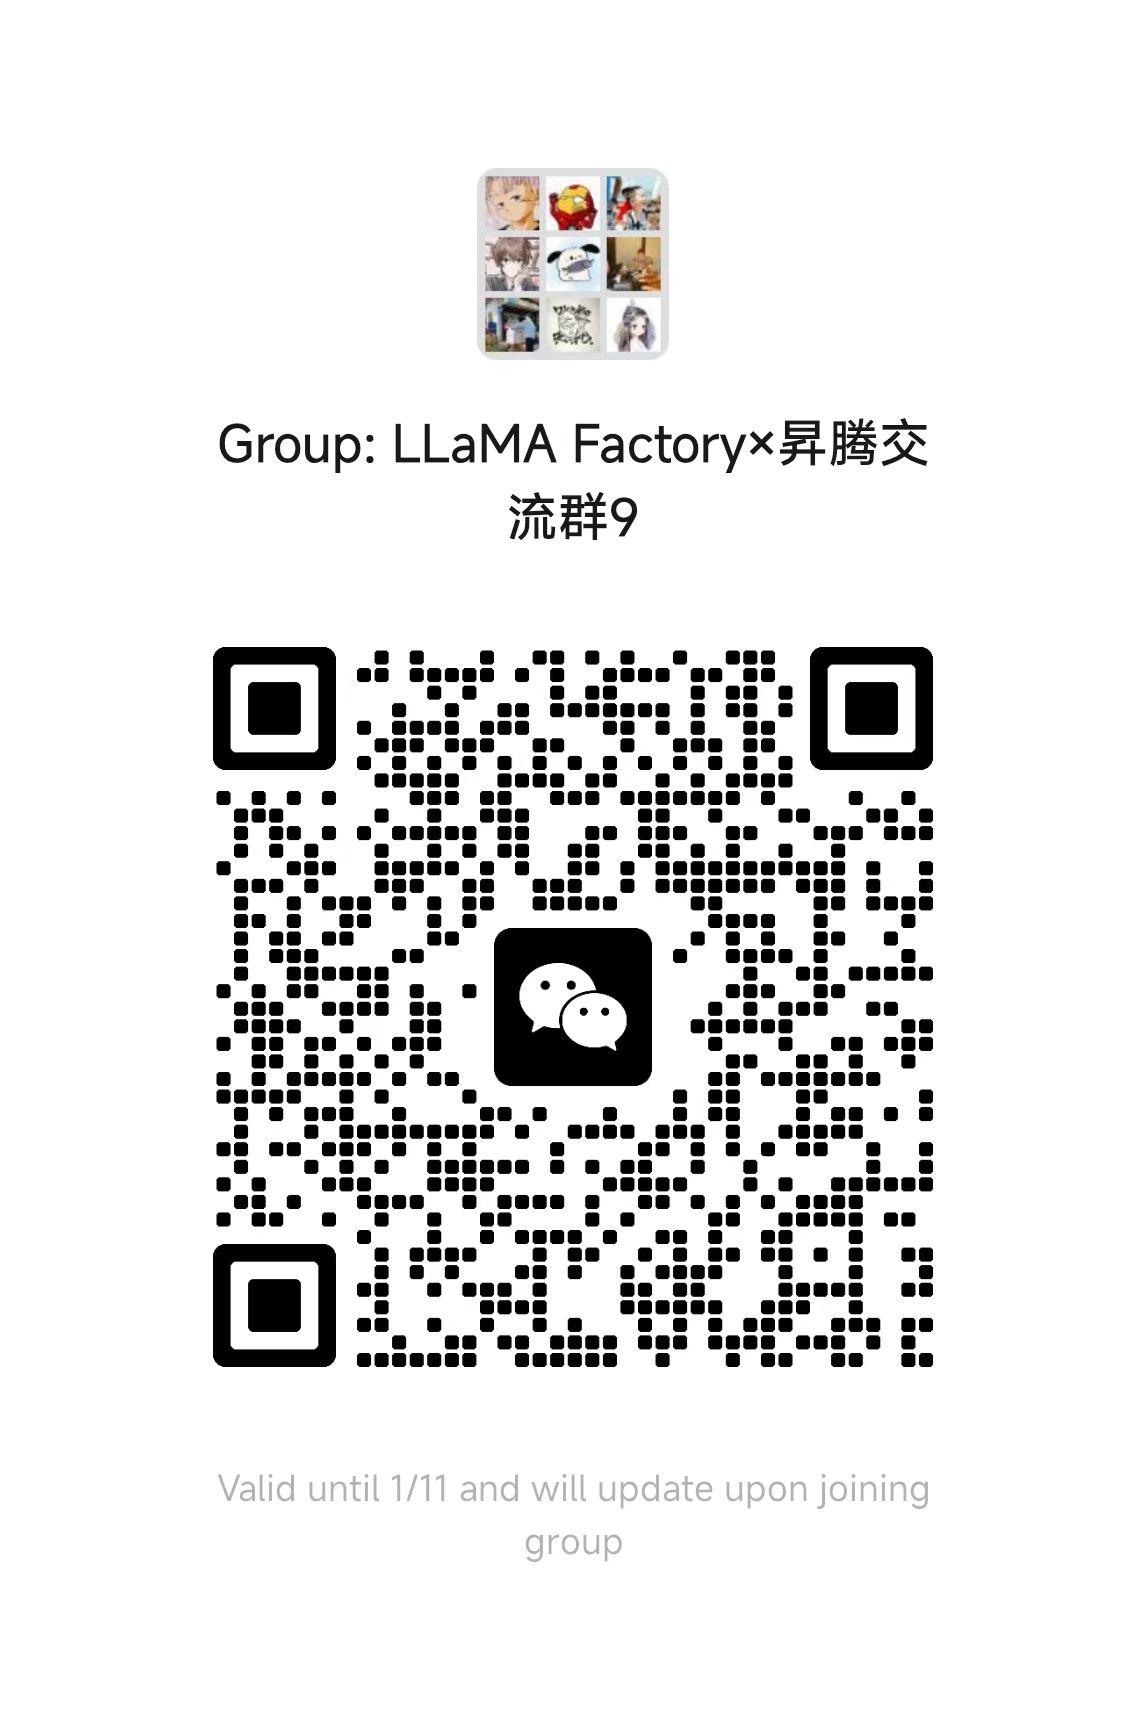 Group: LLaMA Factory×昇腾交
流群9
Valid until 1/11 and will update upon joining
group